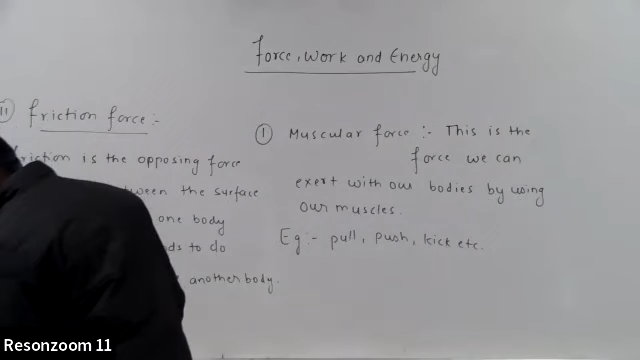 Force, Work and Energy
II Friction force :-
Friction is the opposing force
between the surface
one body
to do
another body.
I Muscular force :- This is the
force we can
exert with our bodies by using
our muscles.
Eg :- pull, push, kick etc.
Resonzoom 11